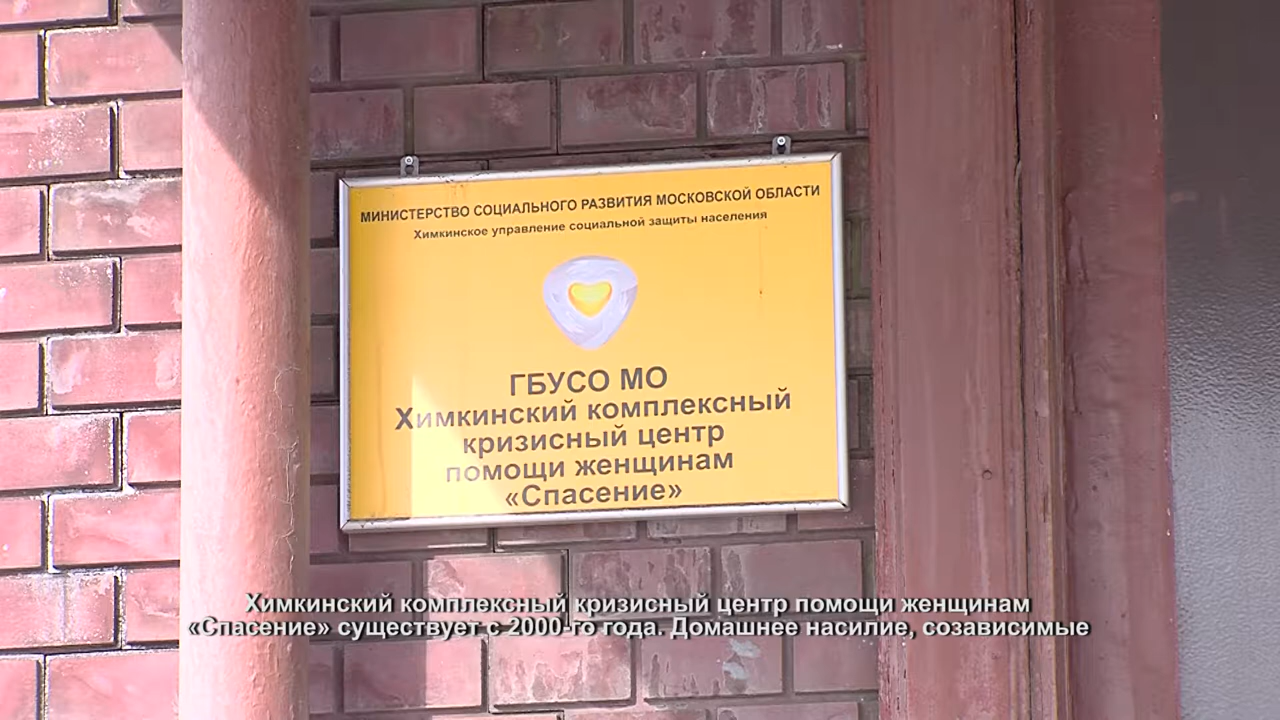 МИНИСТЕРСТВО СОЦИАЛЬНОГО РАЗВИТИЯ МОСКОВСКОЙ ОБЛАСТИ
Химкинское управление социальной защиты населения
ГБУСО МО
Химкинский комплексный
кризисный центр
помощи женщинам
«Спасение»
Химкинский комплексный кризисный центр помощи женщинам
«Спасение» существует с 2000-го года. Домашнее насилие, созависимые